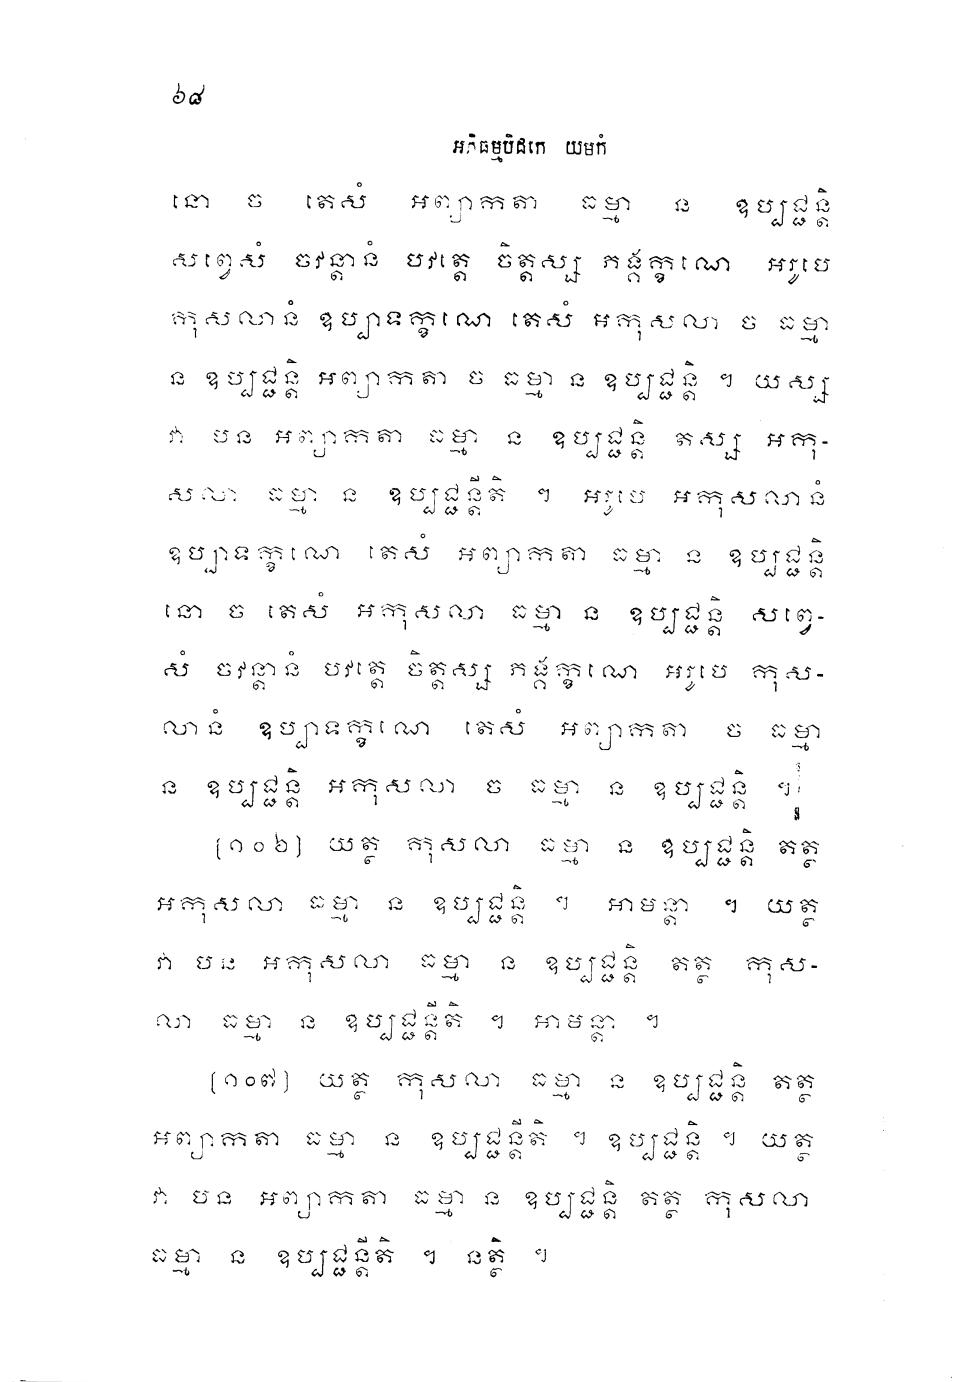 ៦៨
អភិធម្មបិដកេ យមកំ
នោ ច តេសំ អព្យាកតា ធម្មា ន ឧប្បជ្ជន្តិ
សព្វេសំ ចវន្តានំ បវត្តេ ចិត្តស្ស ភង្គក្ខណេ អរូបេ
កុសលានំ ឧប្បាទក្ខណេ តេសំ អកុសលា ច ធម្មា
ន ឧប្បជ្ជន្តិ អព្យាកតា ច ធម្មា ន ឧប្បជ្ជន្តិ ។ យស្ស
វា បន អព្យាកតា ធម្មា ន ឧប្បជ្ជន្តិ តស្ស អកុ-
សលា ធម្មា ន ឧប្បជ្ជន្តីតិ ។ អរូបេ អកុសលានំ
ឧប្បាទក្ខណេ តេសំ អព្យាកតា ធម្មា ន ឧប្បជ្ជន្តិ
នោ ច តេសំ អកុសលា ធម្មា ន ឧប្បជ្ជន្តិ សព្វេ-
សំ ចវន្តានំ បវត្តេ ចិត្តស្ស ភង្គក្ខណេ អរូបេ កុស-
លានំ ឧប្បាទក្ខណេ តេសំ អព្យាកតា ច ធម្មា
ន ឧប្បជ្ជន្តិ អកុសលា ច ធម្មា ន ឧប្បជ្ជន្តិ ។
[១០៦] យត្ថ កុសលា ធម្មា ន ឧប្បជ្ជន្តិ តត្ថ
អកុសលា ធម្មា ន ឧប្បជ្ជន្តិ ។ អាមន្តា ។ យត្ថ
វា បន អកុសលា ធម្មា ន ឧប្បជ្ជន្តិ តត្ថ កុស-
លា ធម្មា ន ឧប្បជ្ជន្តីតិ ។ អាមន្តា ។
[១០៧] យត្ថ កុសលា ធម្មា ន ឧប្បជ្ជន្តិ តត្ថ
អព្យាកតា ធម្មា ន ឧប្បជ្ជន្តីតិ ។ ឧប្បជ្ជន្តិ ។ យត្ថ
វា បន អព្យាកតា ធម្មា ន ឧប្បជ្ជន្តិ តត្ថ កុសលា
ធម្មា ន ឧប្បជ្ជន្តីតិ ។ នត្ថិ ។